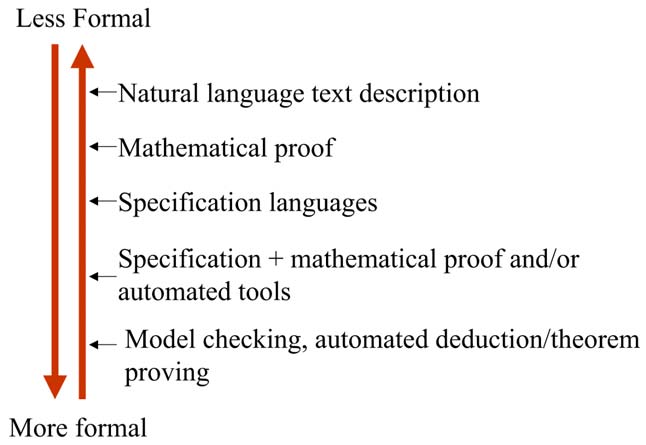 Less Formal
Natural language text description
Mathematical proof
Specification languages
Specification + mathematical proof and/or
automated tools
Model checking, automated deduction/theorem
proving
More formal